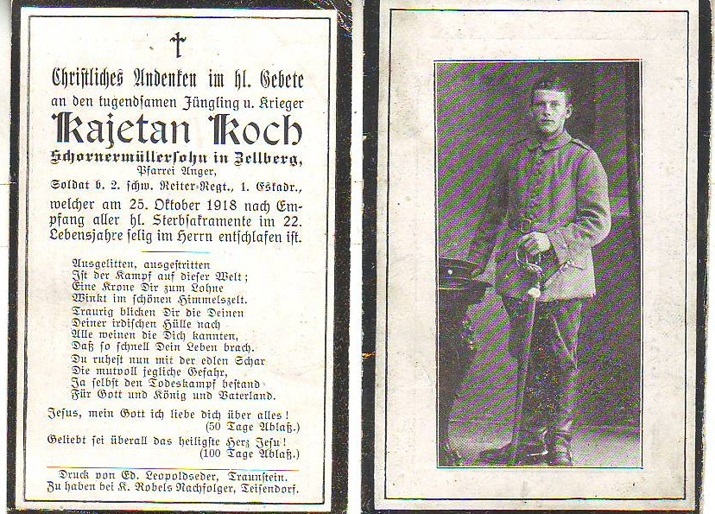 Christliches Andenken im hl. Gebete
an den tugendsamen Jüngling u. Krieger
Kajetan Koch
Schornermüllersohn in Zellberg,
Pfarrei Anger,
Soldat b. 2. schw. Reiter-Regt., 1. Eskadr.,
welcher am 25. Oktober 1918 nach Em-
pfang aller hl. Sterbsakramente im 22.
Lebensjahre selig im Herrn entschlafen ist.
Ausgelitten, ausgestritten
Ist der Kampf auf dieser Welt;
Eine Krone Dir zum Lohne
Winkt im schönen Himmelszelt.
Traurig blicken Dir die Deinen
Deiner irdischen Hülle nach
Alle weinen die Dich kannten,
Daß so schnell Dein Leben brach.
Du ruhest nun mit der edlen Schar
Die mutvoll jegliche Gefahr,
Ja selbst den Todeskampf bestand
Für Gott und König und Vaterland.
Jesus, mein Gott ich liebe dich über alles!
(50 Tage Ablaß.)
Geliebt sei überall das heiligste Herz Jesu!
(100 Tage Ablaß.)
Druck von Ed. Leopoldseder, Traunstein.
Zu haben bei K. Robels Nachfolger, Teisendorf.